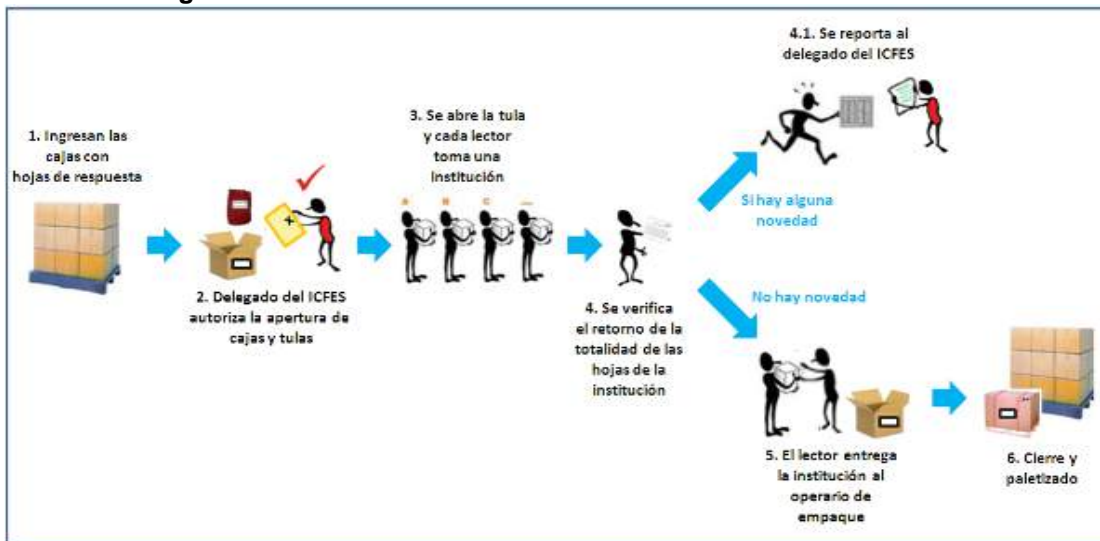 1. Ingresan las
cajas con
hojas de respuesta
2. Delegado del ICFES
autoriza la apertura de
cajas y tulas
3. Se abre la tula
y cada lector
toma una
institución
4. Se verifica
el retorno de la
totalidad de las
hojas de la
institución
4.1. Se reporta al
delegado del ICFES
Si hay alguna
novedad
No hay novedad
5. El lector entrega
la institución al
operario de
empaque
6. Cierre y
paletizado